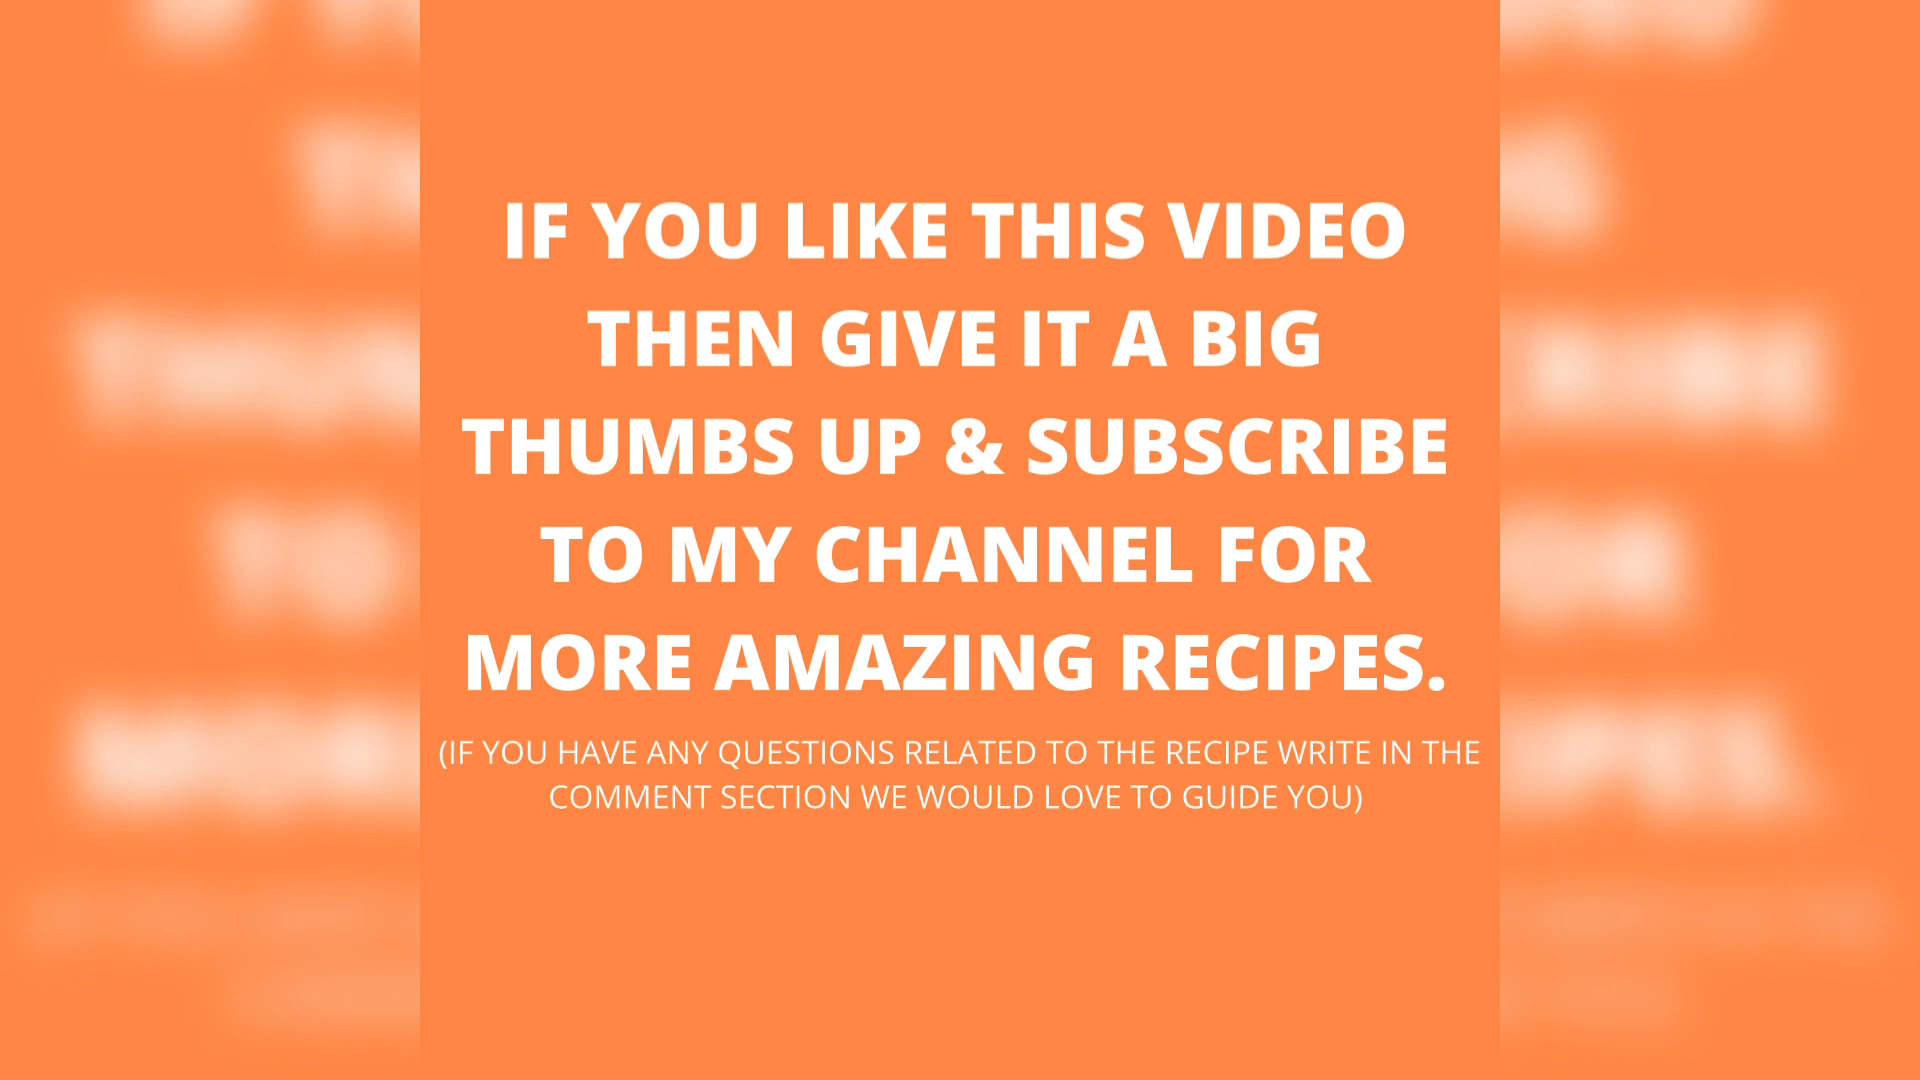 IF YOU LIKE THIS VIDEO
THEN GIVE IT A BIG
THUMBS UP & SUBSCRIBE
TO MY CHANNEL FOR
MORE AMAZING RECIPES.
(IF YOU HAVE ANY QUESTIONS RELATED TO THE RECIPE WRITE IN THE
COMMENT SECTION WE WOULD LOVE TO GUIDE YOU)